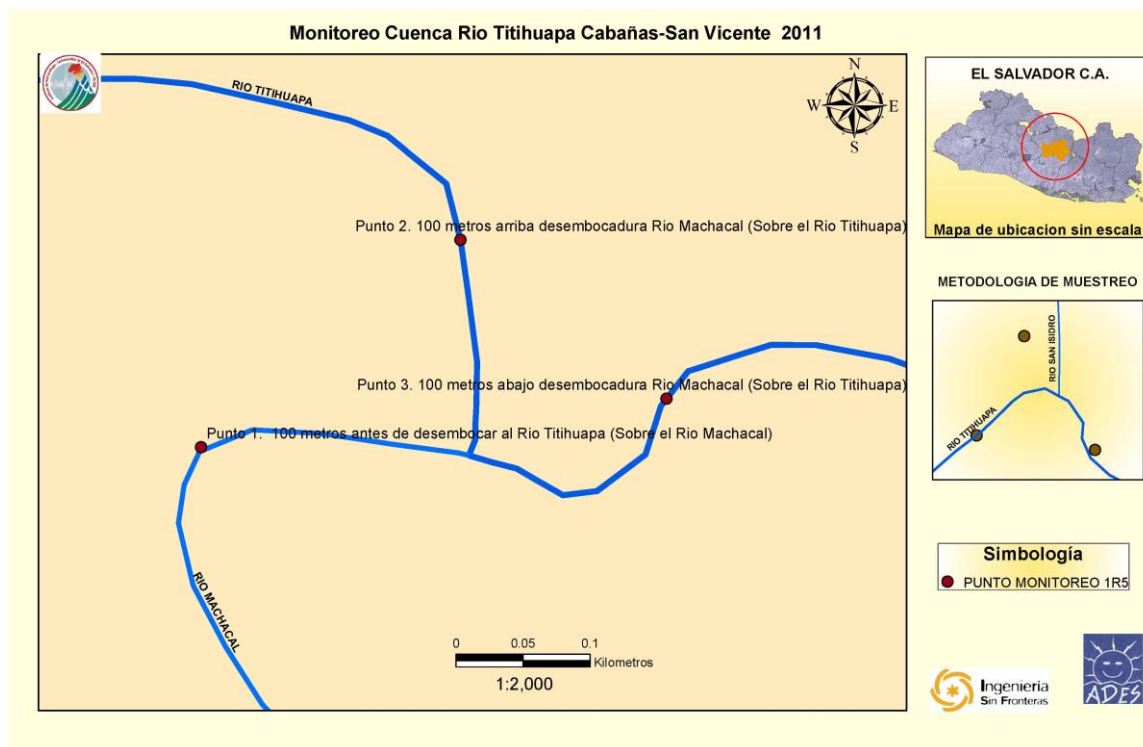 Monitoreo Cuenca Rio Titihuapa Cabañas-San Vicente 2011
RIO TITIHUAPA
N
W
E
S
Punto 2. 100 metros arriba desembocadura Rio Machacal (Sobre el Rio Titihuapa)
Punto 3. 100 metros abajo desembocadura Rio Machacal (Sobre el Rio Titihuapa)
Punto 1. 100 metros antes de desembocar al Rio Titihuapa (Sobre el Rio Machacal)
RIO MACHACAL
0 0.05 0.1
Kilometros
1:2,000
EL SALVADOR C.A.
Mapa de ubicacion sin escala
METODOLOGIA DE MUESTREO
RIO SAN ISIDRO
RIO TITIHUAPA
Simbología
PUNTO MONITOREO 1R5
Ingenieria
Sin Fronteras
ADES